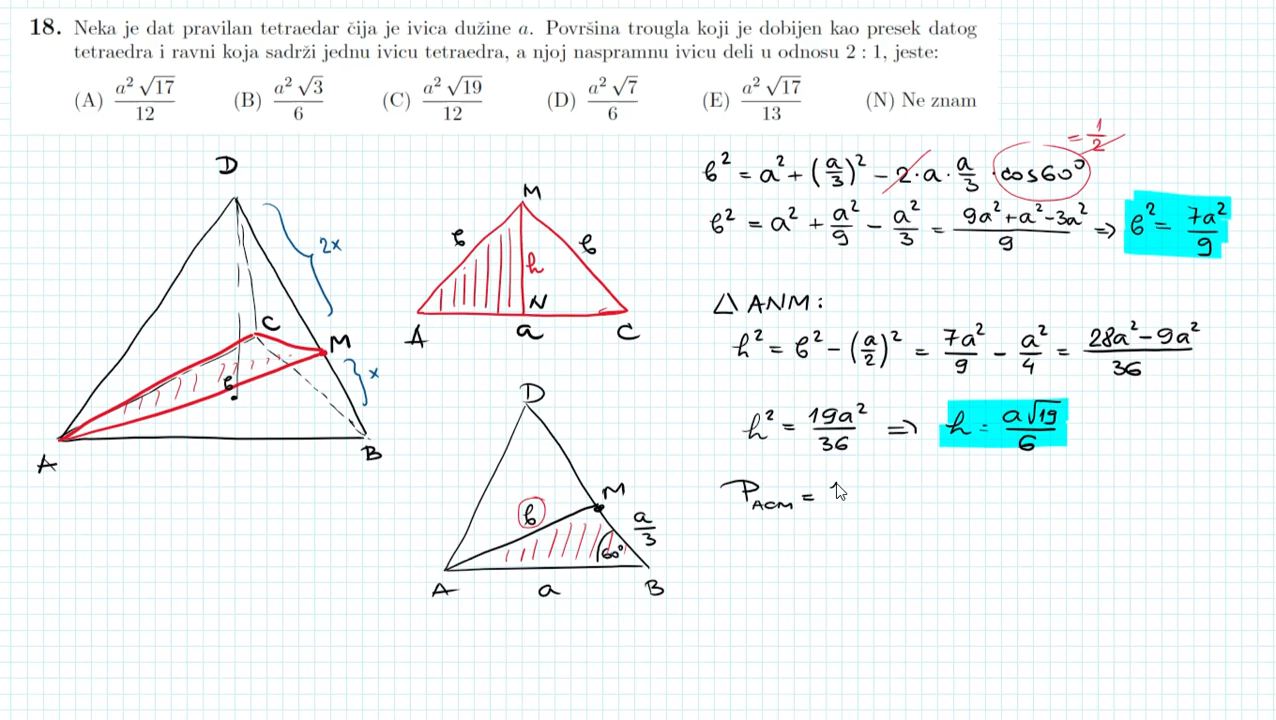 18. Neka je dat pravilan tetraedar čija je ivica dužine a. Površina trougla koji je dobijen kao presek datog
tetraedra i ravni koja sadrži jednu ivicu tetraedra, a njoj naspramnu ivicu deli u odnosu 2 : 1, jeste:
(A) a²√17/12 (B) a²√3/6 (C) a²√19/12 (D) a²√7/6 (E) a²√17/13 (N) Ne znam
D
2x
C
M
x
b
A
B
M
b
b
h
N
A
a
C
D
M
b
a/3
60°
A
a
B
= 1/2
b² = a² + (a/3)² - 2·a·a/3·cos60°
b² = a² + a²/9 - a²/3 = (9a²+a²-3a²)/9 => b² = 7a²/9
△ ANM:
h² = b² - (a/2)² = 7a²/9 - a²/4 = (28a²-9a²)/36
h² = 19a²/36 => h = a√19/6
P_ACM =